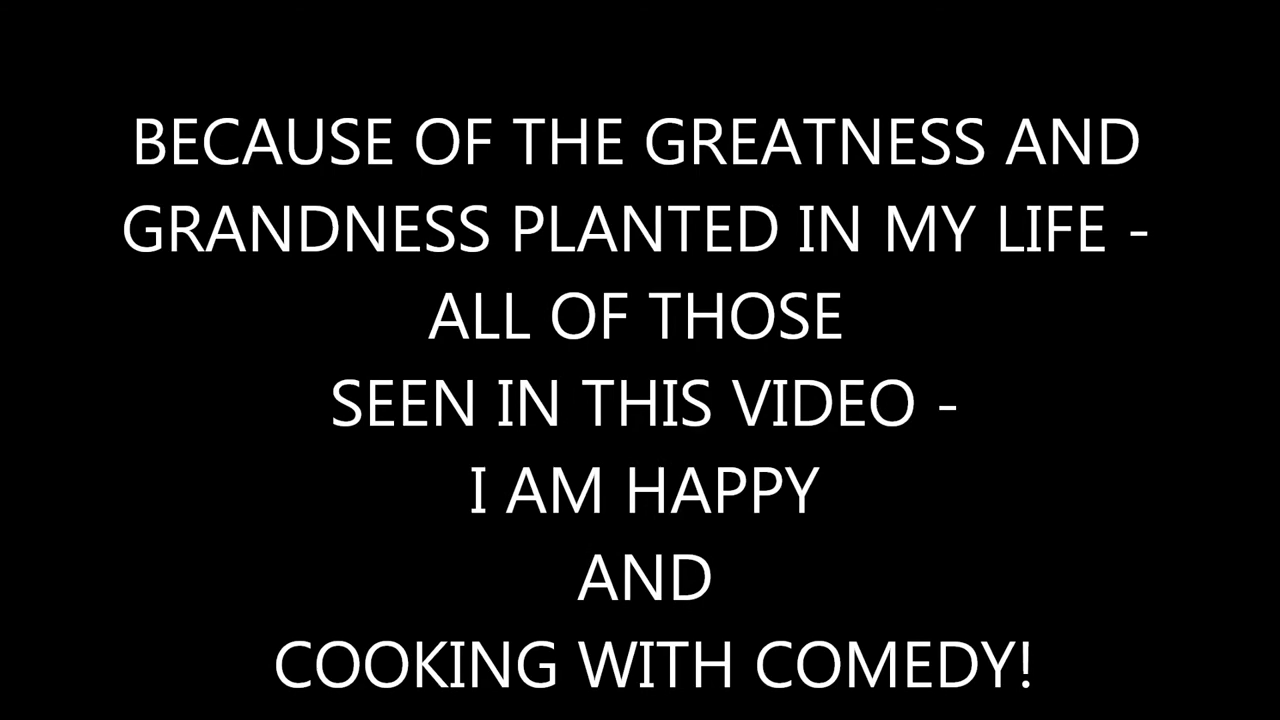 BECAUSE OF THE GREATNESS AND
GRANDNESS PLANTED IN MY LIFE -
ALL OF THOSE
SEEN IN THIS VIDEO -
I AM HAPPY
AND
COOKING WITH COMEDY!